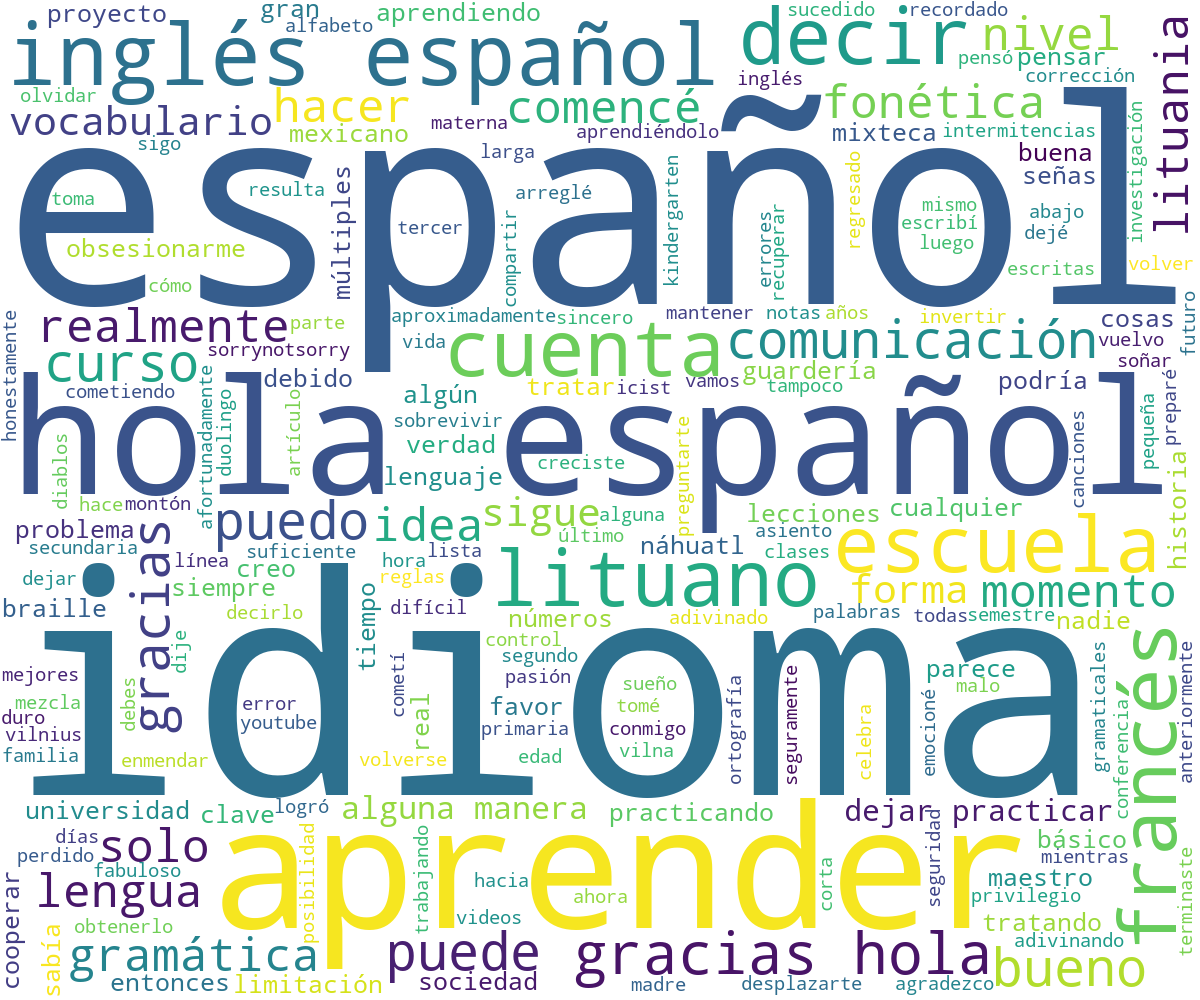 proyecto gran aprendiendo sucedido recordado
alfabeto
inglés español decir nivel
pensó pensar
olvidar hacer comencé inglés fonética corrección
vocabulario mexicano materna aprendiéndolo mixteca intermitencias
sigo larga buena
español
toma resulta múltiples arreglé señas
tercer mismo abajo
obsesionarme compartir kindergarten errores recuperar regresado escribí dejé investigación lituania
luego
cómo escritas volver
realmente parte aproximadamente sincero mantener notas años invertir cosas futuro
honestamente sorrynotsorry vida cuenta comunicación vuelvo
curso debido guardería soñar
cometiendo tratar icist vamos tampoco podría
algún
sobrevivir
hola español
diablos afortunadamente duolingo artículo verdad creciste preguntarte canciones pequeña preparé
lenguaje
hace montón lecciones cualquier historia
problema puedo idea sigue alguna asiento
último
secundaria línea suficiente hora lista náhuatl clases escuela
gracias creo
dejar siempre reglas lituano forma momento
braille decirlo tiempo difícil números adivinado palabras todas semestre nadie
control
idioma
dije segundo parece
mejores pasión sueño malo
mezcla debes error cometí real favor tomé ortografía seguramente celebra emocioné gramaticales conferencia anteriormente
duro youtube primaria conmigo
vilnius
familia enmendar volverse edad vilna
universidad clave logró alguna manera practicando dejar practicar francés
días básico
perdido solo aprender mientras
fabuloso
cooperar lengua posibilidad trabajando hacia ahora corta seguridad maestro
privilegio terminaste
obtenerlo videos tratando
sabía gramática puede gracias hola adivinando
bueno
entonces limitación sociedad madre desplazarte agradezco